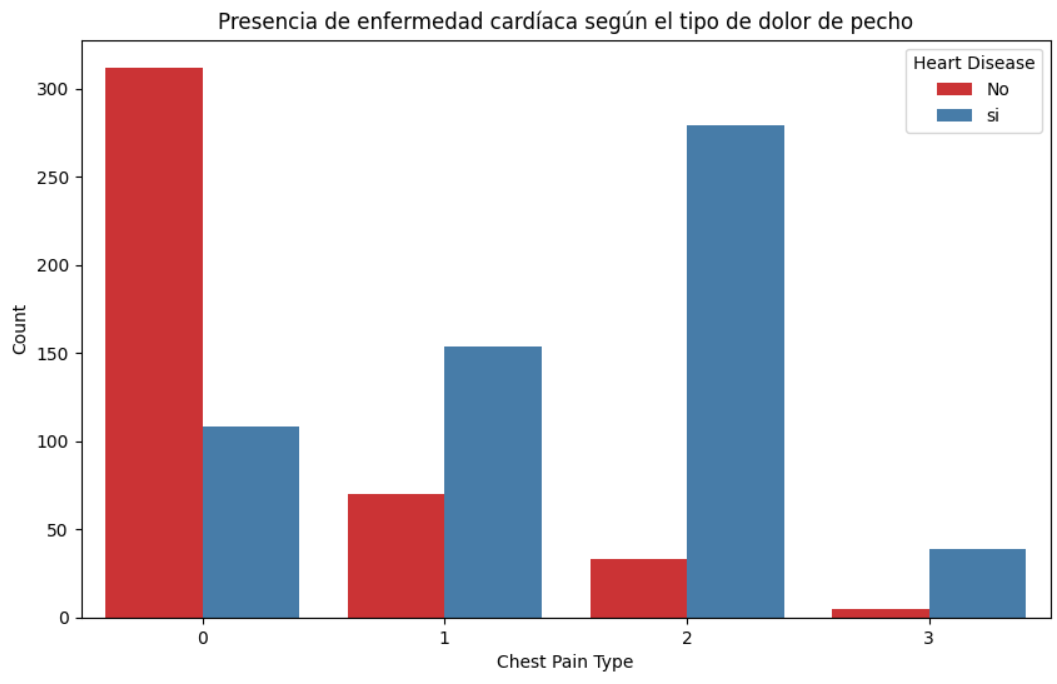 Presencia de enfermedad cardíaca según el tipo de dolor de pecho
Heart Disease
No
si
300
250
200
150
100
50
0
Count
0 1 2 3
Chest Pain Type